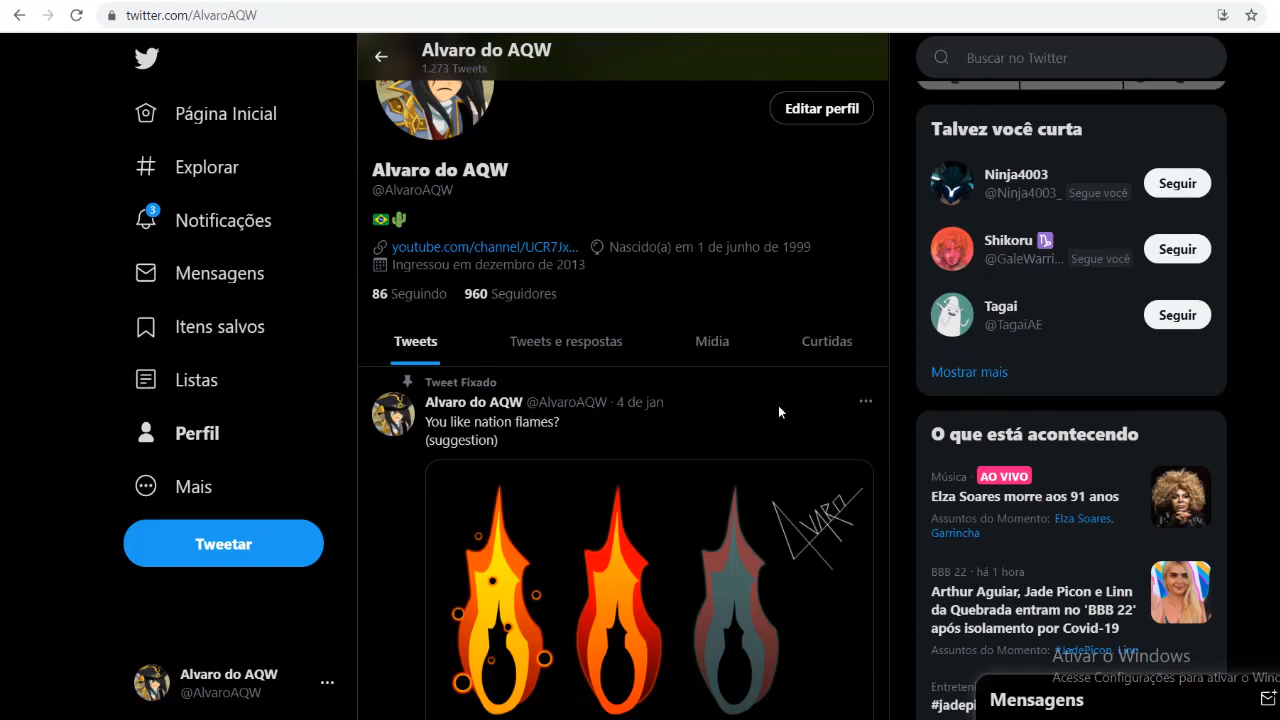 twitter.com/AlvaroAQW
Alvaro do AQW
1.273 Tweets
Buscar no Twitter
Página Inicial
Explorar
3
Notificações
Mensagens
Itens salvos
Listas
Perfil
Mais
Tweetar
Alvaro do AQW
@AlvaroAQW
Editar perfil
Alvaro do AQW
@AlvaroAQW
youtube.com/channel/UCR7Jx... Nascido(a) em 1 de junho de 1999
Ingressou em dezembro de 2013
86 Seguindo 960 Seguidores
Tweets Tweets e respostas Mídia Curtidas
Tweet Fixado
Alvaro do AQW @AlvaroAQW · 4 de jan
You like nation flames?
(suggestion)
ALVARO
Talvez você curta
Ninja4003
@Ninja4003_ Segue você
Seguir
Shikoru
@GaleWarri... Segue você
Seguir
Tagai
@TagaiAE
Seguir
Mostrar mais
O que está acontecendo
Música · AO VIVO
Elza Soares morre aos 91 anos
Assuntos do Momento: Elza Soares,
Garrincha
BBB 22 · há 1 hora
Arthur Aguiar, Jade Picon e Linn
da Quebrada entram no 'BBB 22'
após isolamento por Covid-19
Assuntos do Momento: #JadePicon, Linn
Ativar o Windows
Acesse Configurações para ativar o Wind
Entreten
#jadepi
Mensagens